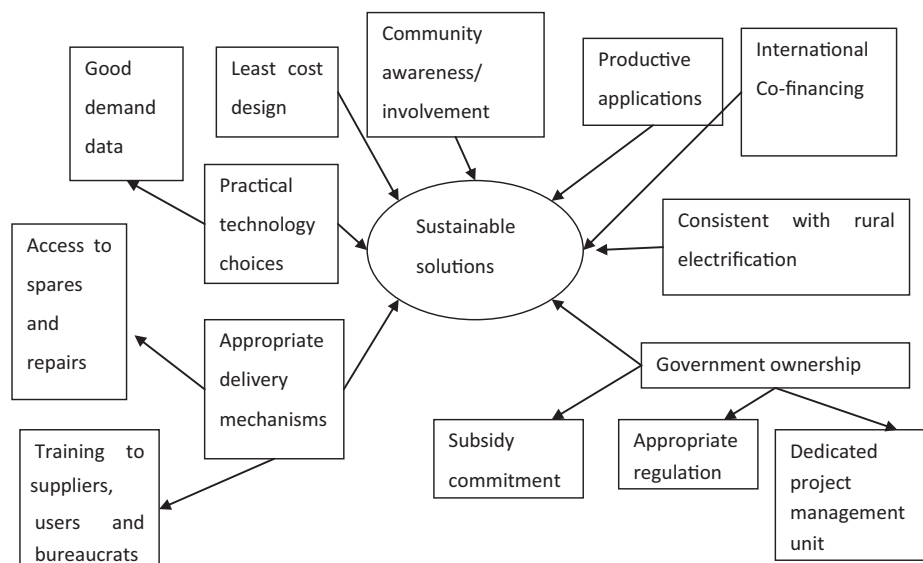 Good
demand
data
Least cost
design
Community
awareness/
involvement
Productive
applications
International
Co-financing
Practical
technology
choices
Sustainable
solutions
Consistent with rural
electrification
Access to
spares
and
repairs
Appropriate
delivery
mechanisms
Government ownership
Training to
suppliers,
users and
bureaucrats
Subsidy
commitment
Appropriate
regulation
Dedicated
project
management
unit